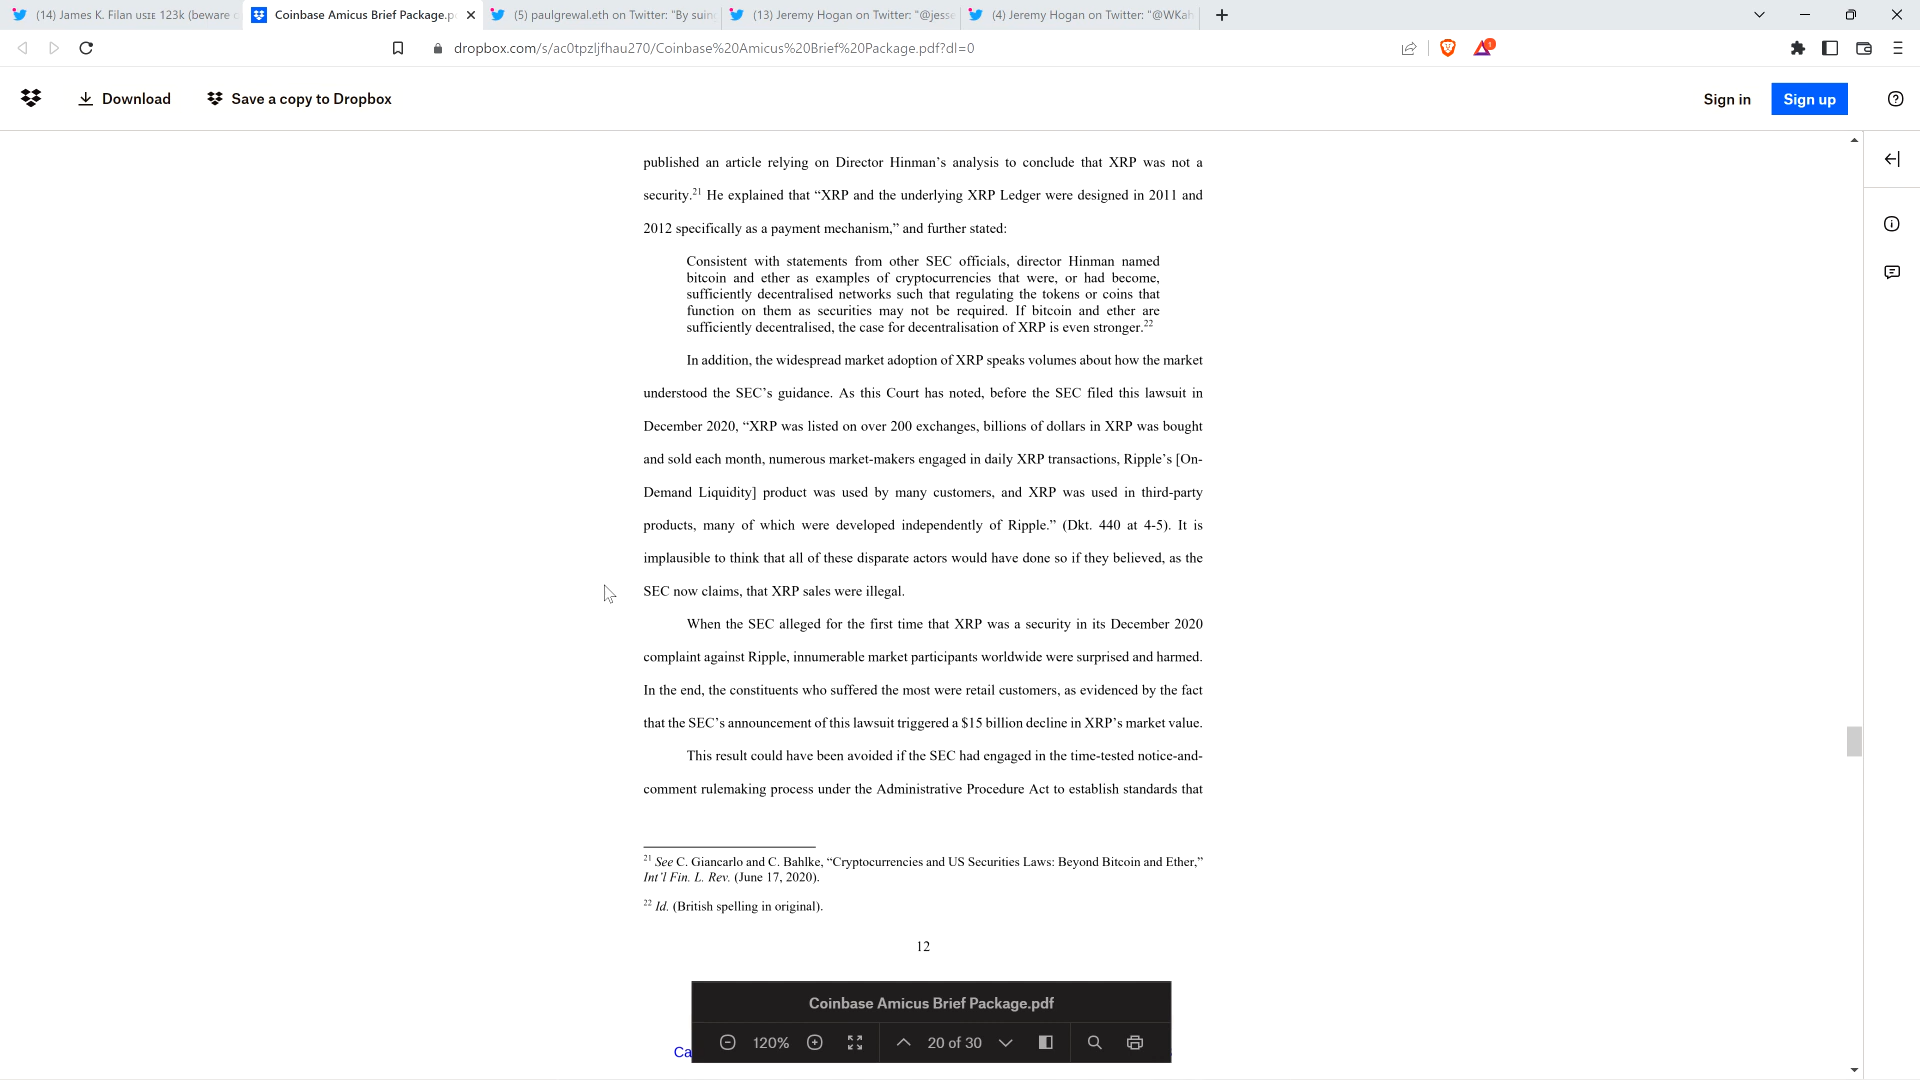 (14) James K. Filan usɪᴇ 123k (beware
Coinbase Amicus Brief Package.p
(5) paulgrewal.eth on Twitter: "By suin
(13) Jeremy Hogan on Twitter: "@jesse
(4) Jeremy Hogan on Twitter: "@WKah
dropbox.com/s/ac0tpzljfhau270/Coinbase%20Amicus%20Brief%20Package.pdf?dl=0
1
Download
Save a copy to Dropbox
Sign in
Sign up
published an article relying on Director Hinman’s analysis to conclude that XRP was not a
security.21 He explained that “XRP and the underlying XRP Ledger were designed in 2011 and
2012 specifically as a payment mechanism,” and further stated:
Consistent with statements from other SEC officials, director Hinman named
bitcoin and ether as examples of cryptocurrencies that were, or had become,
sufficiently decentralised networks such that regulating the tokens or coins that
function on them as securities may not be required. If bitcoin and ether are
sufficiently decentralised, the case for decentralisation of XRP is even stronger.22
In addition, the widespread market adoption of XRP speaks volumes about how the market
understood the SEC’s guidance. As this Court has noted, before the SEC filed this lawsuit in
December 2020, “XRP was listed on over 200 exchanges, billions of dollars in XRP was bought
and sold each month, numerous market-makers engaged in daily XRP transactions, Ripple’s [On-
Demand Liquidity] product was used by many customers, and XRP was used in third-party
products, many of which were developed independently of Ripple.” (Dkt. 440 at 4-5). It is
implausible to think that all of these disparate actors would have done so if they believed, as the
SEC now claims, that XRP sales were illegal.
When the SEC alleged for the first time that XRP was a security in its December 2020
complaint against Ripple, innumerable market participants worldwide were surprised and harmed.
In the end, the constituents who suffered the most were retail customers, as evidenced by the fact
that the SEC’s announcement of this lawsuit triggered a $15 billion decline in XRP’s market value.
This result could have been avoided if the SEC had engaged in the time-tested notice-and-
comment rulemaking process under the Administrative Procedure Act to establish standards that
21 See C. Giancarlo and C. Bahlke, “Cryptocurrencies and US Securities Laws: Beyond Bitcoin and Ether,”
Int’l Fin. L. Rev. (June 17, 2020).
22 Id. (British spelling in original).
12
Coinbase Amicus Brief Package.pdf
Ca
120%
20 of 30